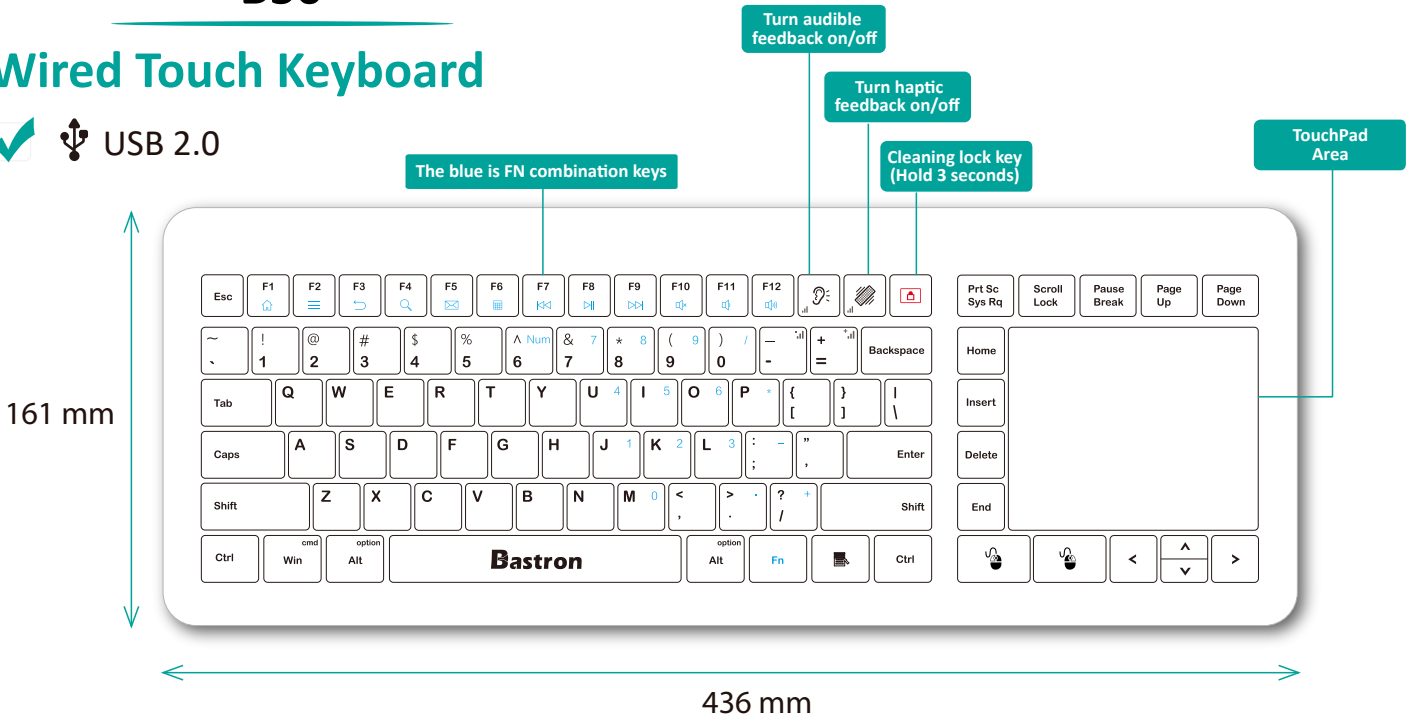 Wired Touch Keyboard
USB 2.0
Turn audible
feedback on/off
Turn haptic
feedback on/off
Cleaning lock key
(Hold 3 seconds)
TouchPad
Area
The blue is FN combination keys
161 mm
Esc F1 F2 F3 F4 F5 F6 F7 F8 F9 F10 F11 F12
Prt Sc
Sys Rq
Scroll
Lock
Pause
Break
Page
Up
Page
Down
~ ! @ # $ % ^ Num & 7 * 8 ( 9 ) / — +
` 1 2 3 4 5 6 7 8 9 0 - = Backspace Home
Tab Q W E R T Y U 4 I 5 O 6 P * { } |
[ ] \ Insert
Caps A S D F G H J 1 K 2 L 3 : – " Enter Delete
; ,
Shift Z X C V B N M 0 < > · ? + Shift End
, . /
Ctrl cmd Win option Alt Bastron option Alt Fn Ctrl < ^ v >
436 mm